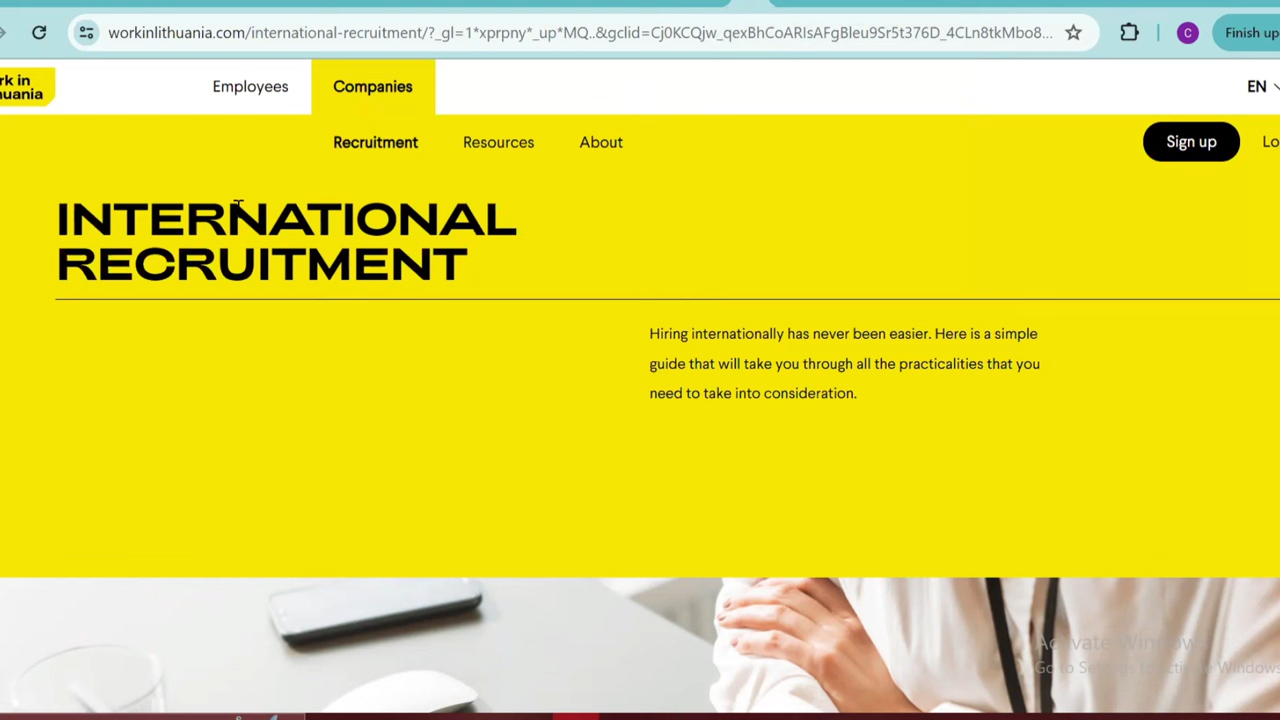 workinlithuania.com/international-recruitment/?_gl=1*xprpny*_up*MQ..&gclid=Cj0KCQjw_qexBhCoARIsAFgBleu9Sr5t376D_4CLn8tkMbo8...
C
Finish up
rk in
huania
Employees
Companies
EN
Recruitment
Resources
About
Sign up
Lo
INTERNATIONAL
RECRUITMENT
Hiring internationally has never been easier. Here is a simple
guide that will take you through all the practicalities that you
need to take into consideration.
Activate Windows
Go to Settings to activate Windows